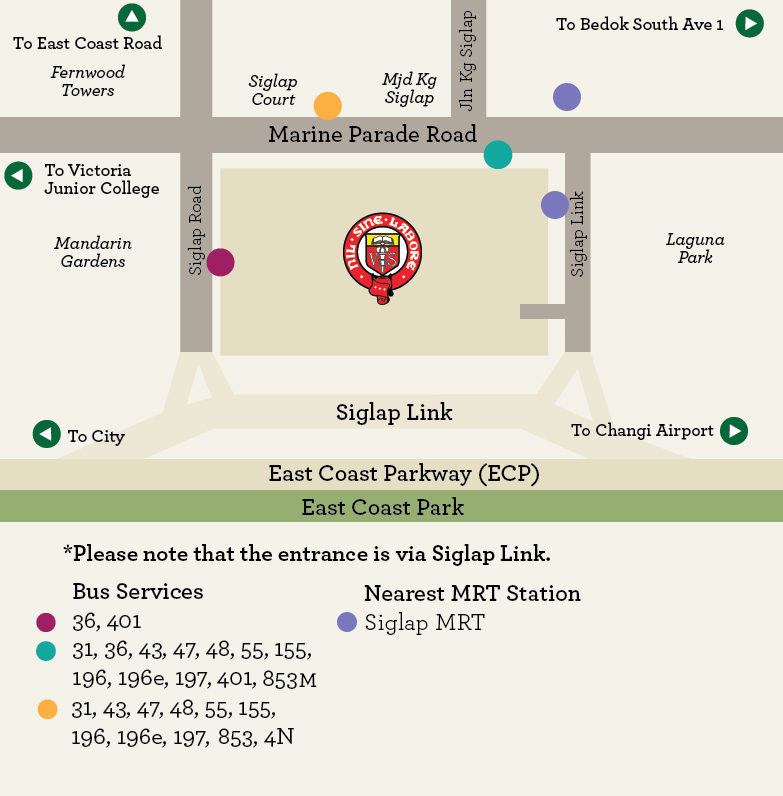 To East Coast Road
To Bedok South Ave 1
Fernwood
Towers
Siglap
Court
Mjd Kg
Siglap
Jln Kg Siglap
Marine Parade Road
To Victoria
Junior College
Siglap Road
NIL·SINE·LABORE
VHS
Siglap Link
Mandarin
Gardens
Laguna
Park
Siglap Link
To City
To Changi Airport
East Coast Parkway (ECP)
East Coast Park
*Please note that the entrance is via Siglap Link.
Bus Services
36, 401
31, 36, 43, 47, 48, 55, 155,
196, 196e, 197, 401, 853M
31, 43, 47, 48, 55, 155,
196, 196e, 197, 853, 4N
Nearest MRT Station
Siglap MRT